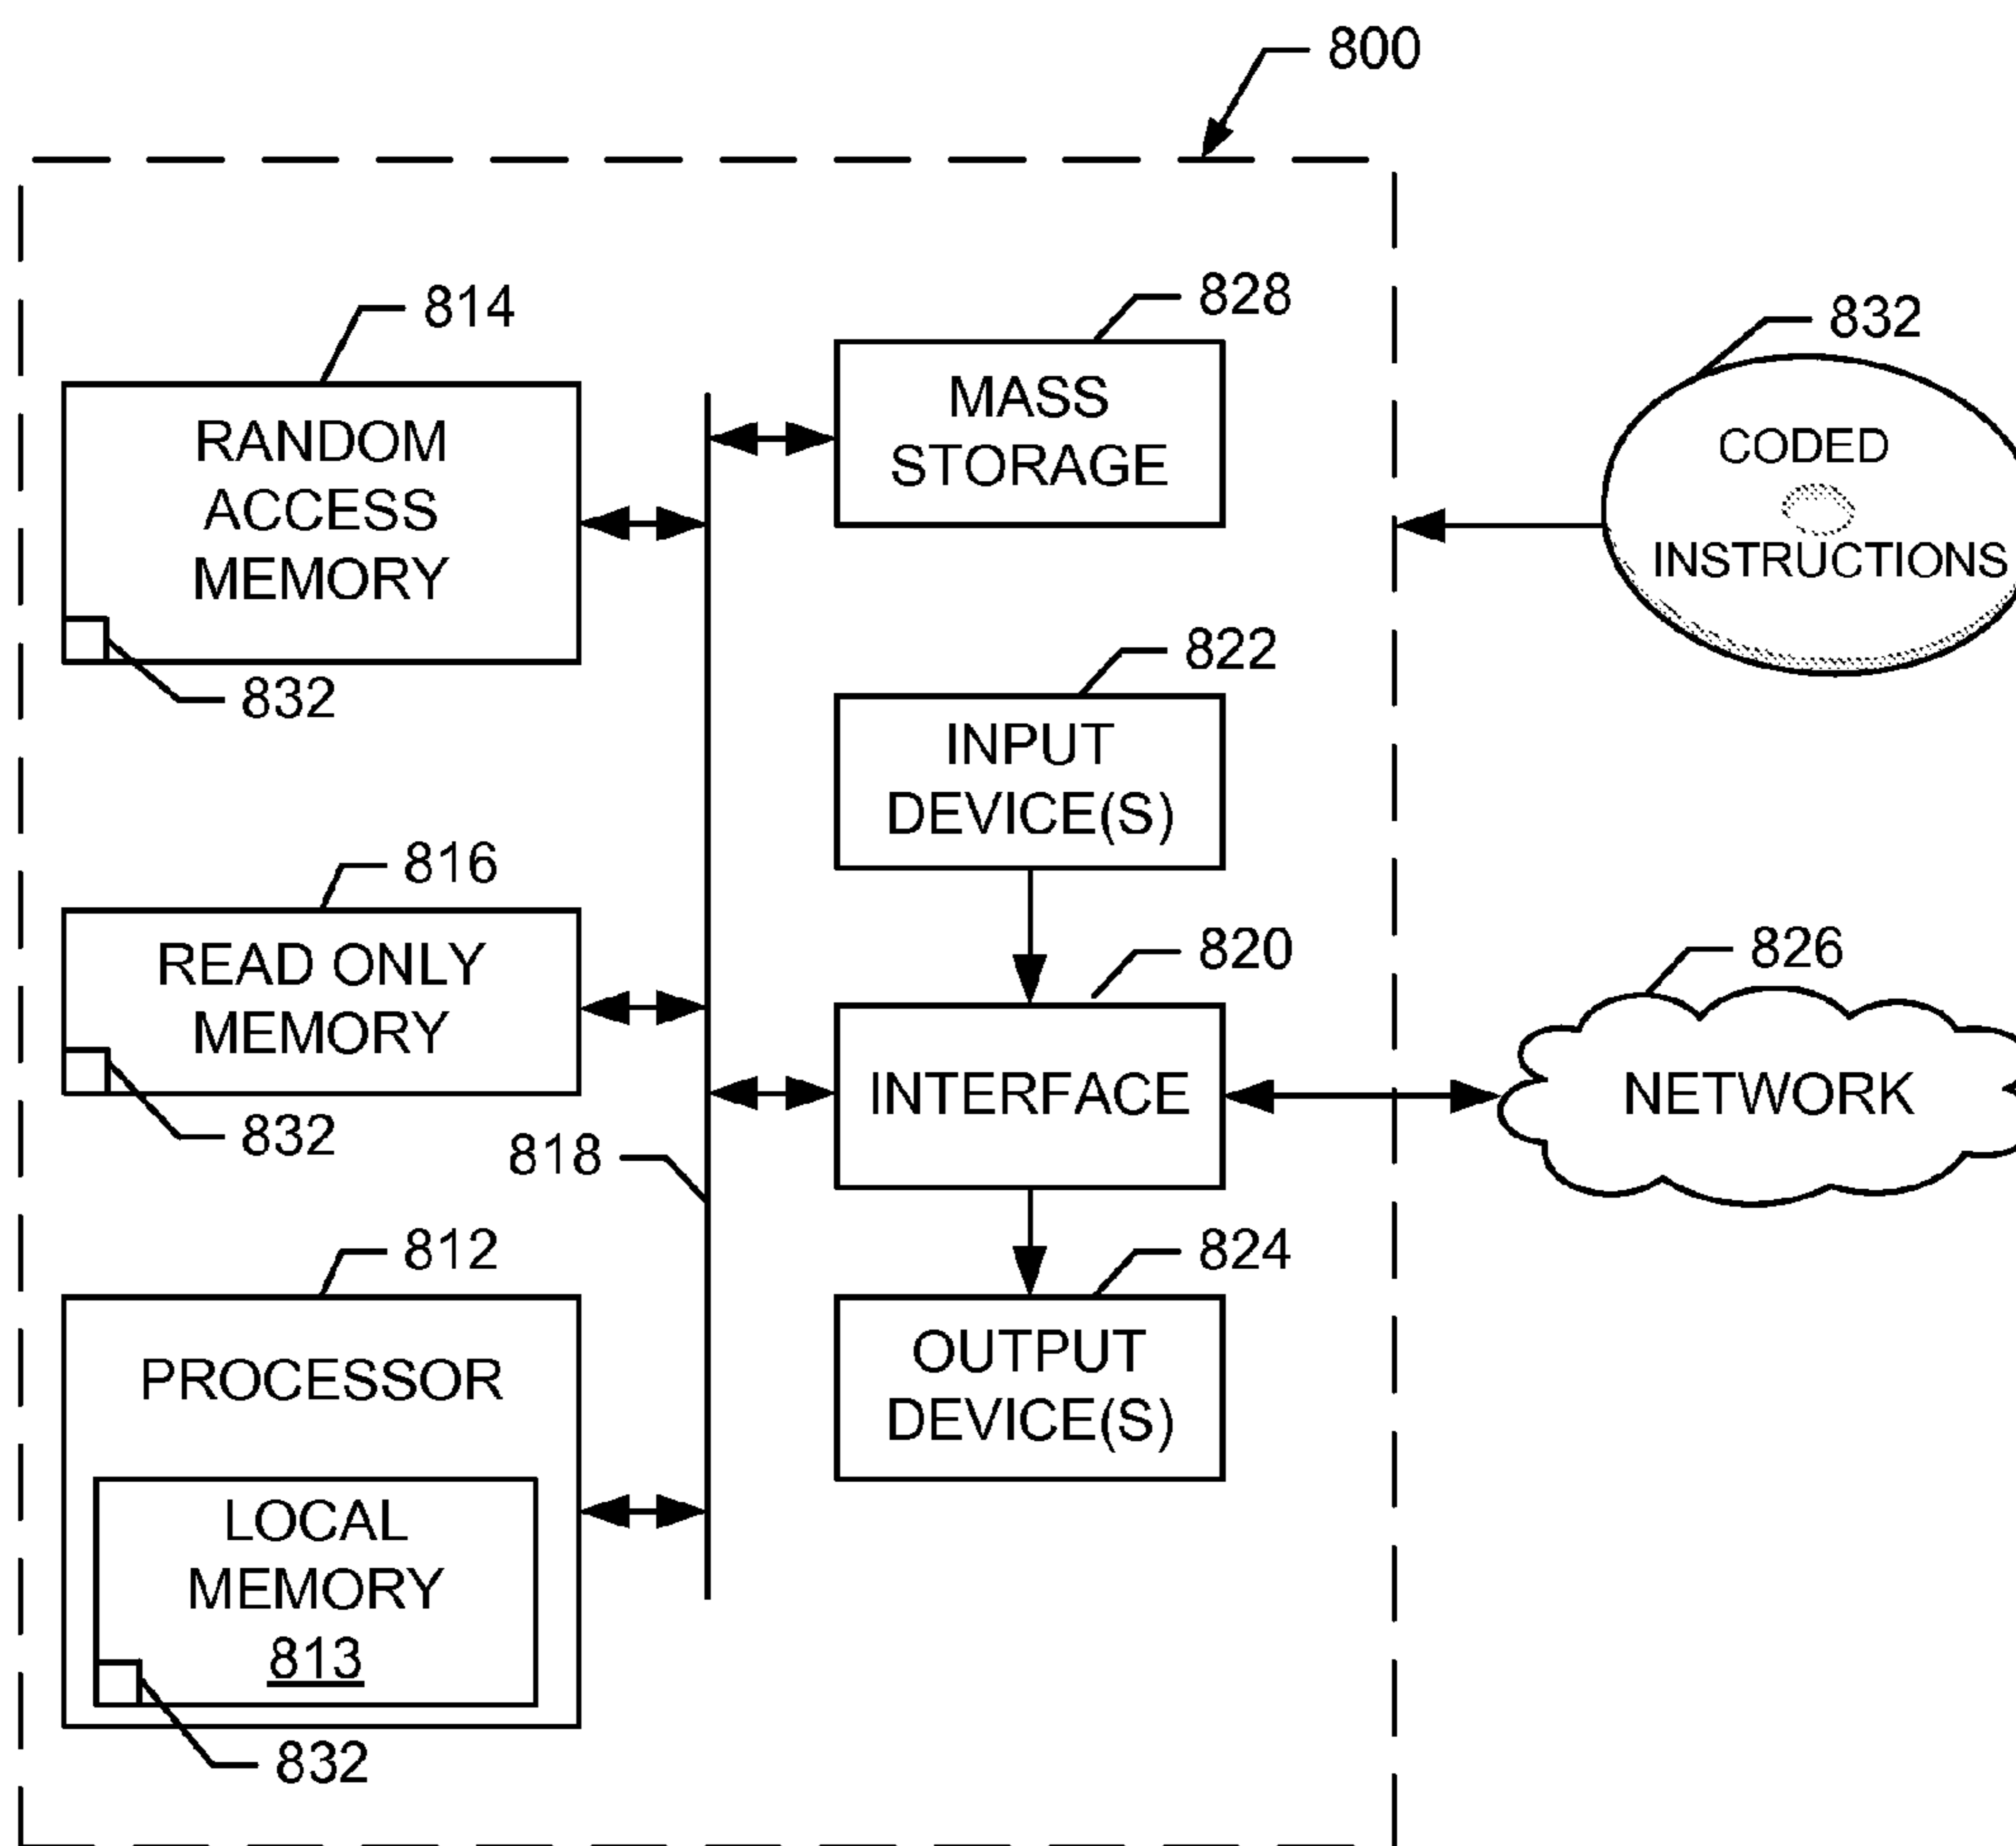 800
814
RANDOM
ACCESS
MEMORY
832
828
MASS
STORAGE
832
CODED
INSTRUCTIONS
822
INPUT
DEVICE(S)
816
READ ONLY
MEMORY
832
820
INTERFACE
826
NETWORK
818
812
PROCESSOR
LOCAL
MEMORY
813
832
824
OUTPUT
DEVICE(S)